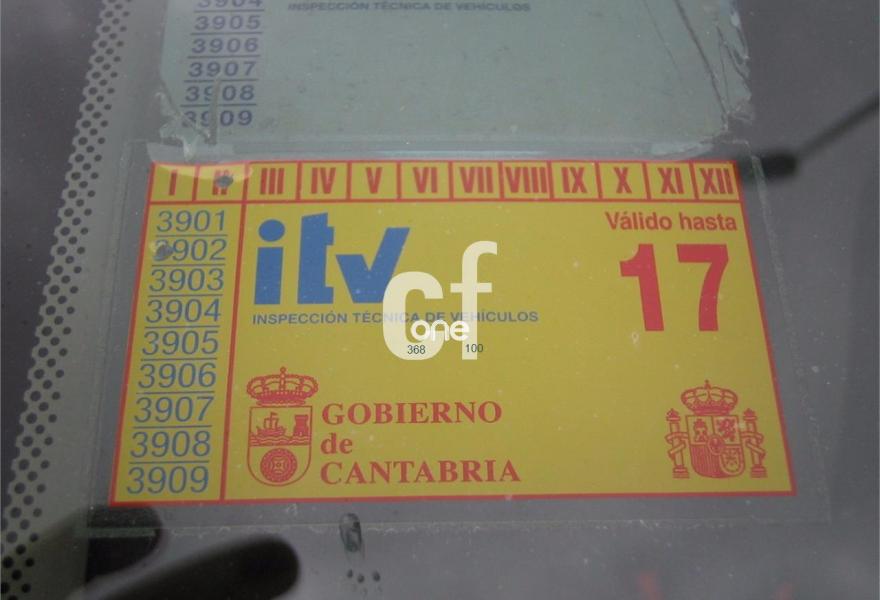 3904
INSPECCIÓN TÉCNICA DE VEHÍCULOS
3905
3906
3907
3908
3909
I II III IV V VI VII VIII IX X XI XII
3901
3902
3903
3904
3905
3906
3907
3908
3909
itv
INSPECCIÓN TÉCNICA DE VEHÍCULOS
Válido hasta
17
cf
one
368 100
GOBIERNO
de
CANTABRIA